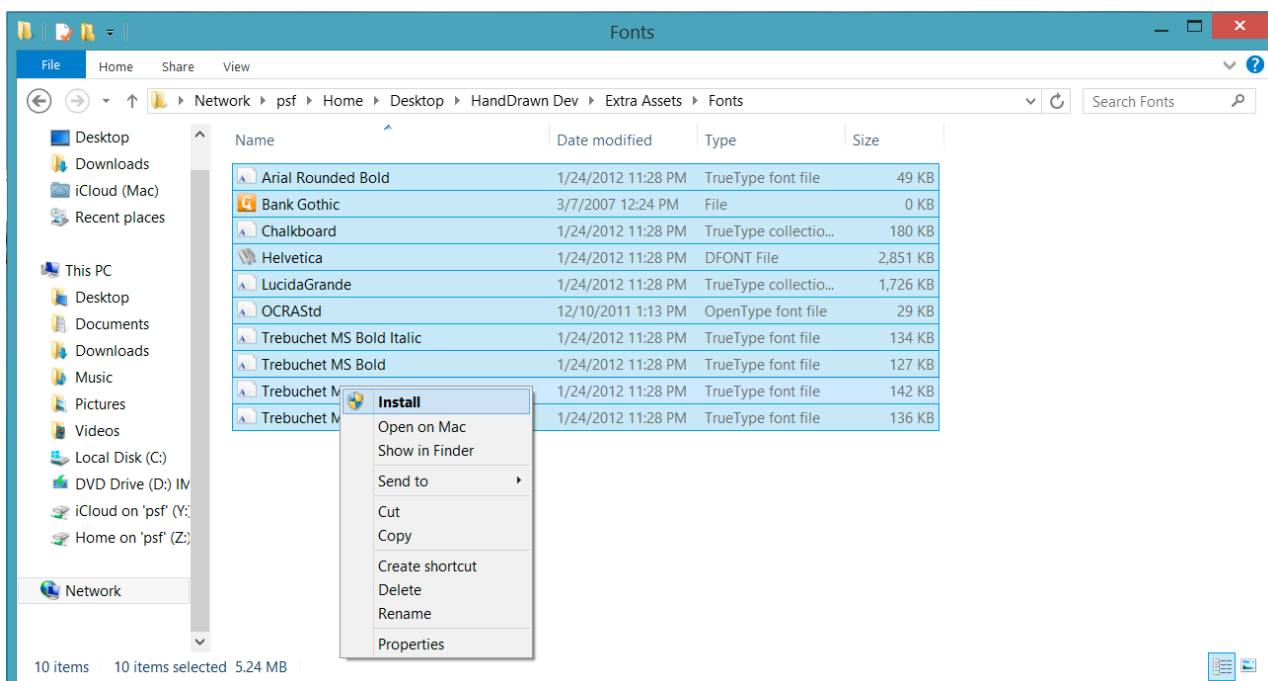 Fonts
File Home Share View
Network psf Home Desktop HandDrawn Dev Extra Assets Fonts Search Fonts
Name Date modified Type Size
Desktop
Downloads
iCloud (Mac)
Recent places
This PC
Desktop
Documents
Downloads
Music
Pictures
Videos
Local Disk (C:)
DVD Drive (D:) IM
iCloud on 'psf' (Y:)
Home on 'psf' (Z:)
Network
Arial Rounded Bold 1/24/2012 11:28 PM TrueType font file 49 KB
Bank Gothic 3/7/2007 12:24 PM File 0 KB
Chalkboard 1/24/2012 11:28 PM TrueType collectio... 180 KB
Helvetica 1/24/2012 11:28 PM DFONT File 2,851 KB
LucidaGrande 1/24/2012 11:28 PM TrueType collectio... 1,726 KB
OCRAStd 12/10/2011 1:13 PM OpenType font file 29 KB
Trebuchet MS Bold Italic 1/24/2012 11:28 PM TrueType font file 134 KB
Trebuchet MS Bold 1/24/2012 11:28 PM TrueType font file 127 KB
Trebuchet M 1/24/2012 11:28 PM TrueType font file 142 KB
Trebuchet M 1/24/2012 11:28 PM TrueType font file 136 KB
Install
Open on Mac
Show in Finder
Send to
Cut
Copy
Create shortcut
Delete
Rename
Properties
10 items 10 items selected 5.24 MB